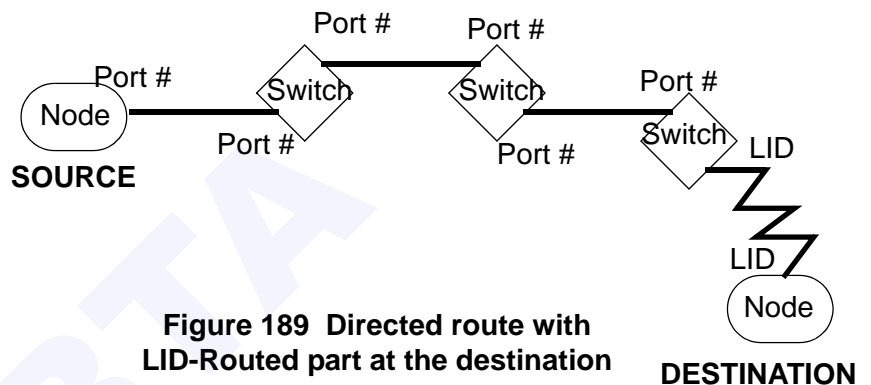 Port #
Port #
Port #
Switch
Switch
Port #
Node
Port #
Port #
Switch
LID
SOURCE
LID
Node
Figure 189 Directed route with
LID-Routed part at the destination
DESTINATION
BTA